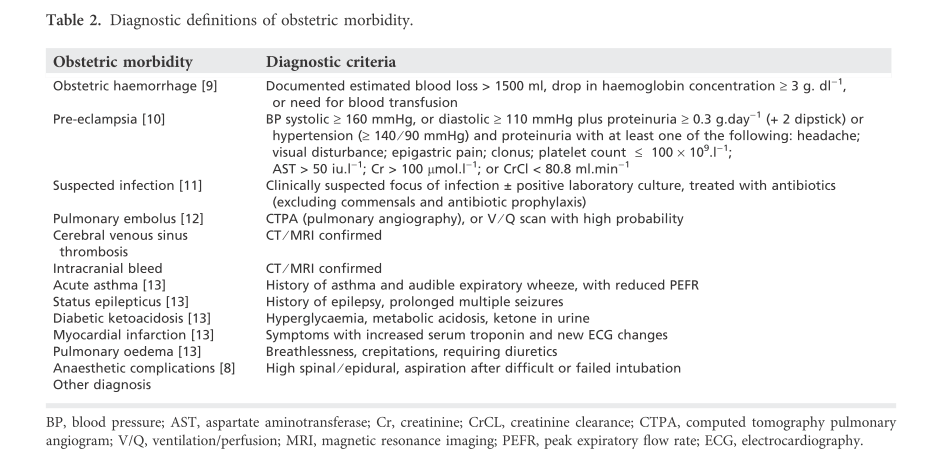 Table 2. Diagnostic definitions of obstetric morbidity.
Obstetric morbidity Diagnostic criteria
Obstetric haemorrhage [9] Documented estimated blood loss > 1500 ml, drop in haemoglobin concentration ≥ 3 g. dl⁻¹,
or need for blood transfusion
Pre-eclampsia [10] BP systolic ≥ 160 mmHg, or diastolic ≥ 110 mmHg plus proteinuria ≥ 0.3 g.day⁻¹ (+ 2 dipstick) or
hypertension (≥ 140/90 mmHg) and proteinuria with at least one of the following: headache;
visual disturbance; epigastric pain; clonus; platelet count ≤ 100 × 10⁹.l⁻¹;
AST > 50 iu.l⁻¹; Cr > 100 μmol.l⁻¹; or CrCl < 80.8 ml.min⁻¹
Suspected infection [11] Clinically suspected focus of infection ± positive laboratory culture, treated with antibiotics
(excluding commensals and antibiotic prophylaxis)
Pulmonary embolus [12] CTPA (pulmonary angiography), or V/Q scan with high probability
Cerebral venous sinus CT/MRI confirmed
thrombosis
Intracranial bleed CT/MRI confirmed
Acute asthma [13] History of asthma and audible expiratory wheeze, with reduced PEFR
Status epilepticus [13] History of epilepsy, prolonged multiple seizures
Diabetic ketoacidosis [13] Hyperglycaemia, metabolic acidosis, ketone in urine
Myocardial infarction [13] Symptoms with increased serum troponin and new ECG changes
Pulmonary oedema [13] Breathlessness, crepitations, requiring diuretics
Anaesthetic complications [8] High spinal/epidural, aspiration after difficult or failed intubation
Other diagnosis
BP, blood pressure; AST, aspartate aminotransferase; Cr, creatinine; CrCL, creatinine clearance; CTPA, computed tomography pulmonary
angiogram; V/Q, ventilation/perfusion; MRI, magnetic resonance imaging; PEFR, peak expiratory flow rate; ECG, electrocardiography.